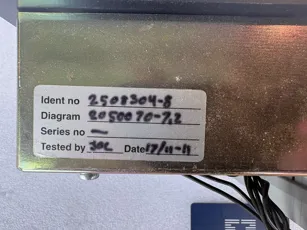 Ident no 2508304-8
Diagram 2050070-7.2
Series no —
Tested by JOL Date 17/11-11